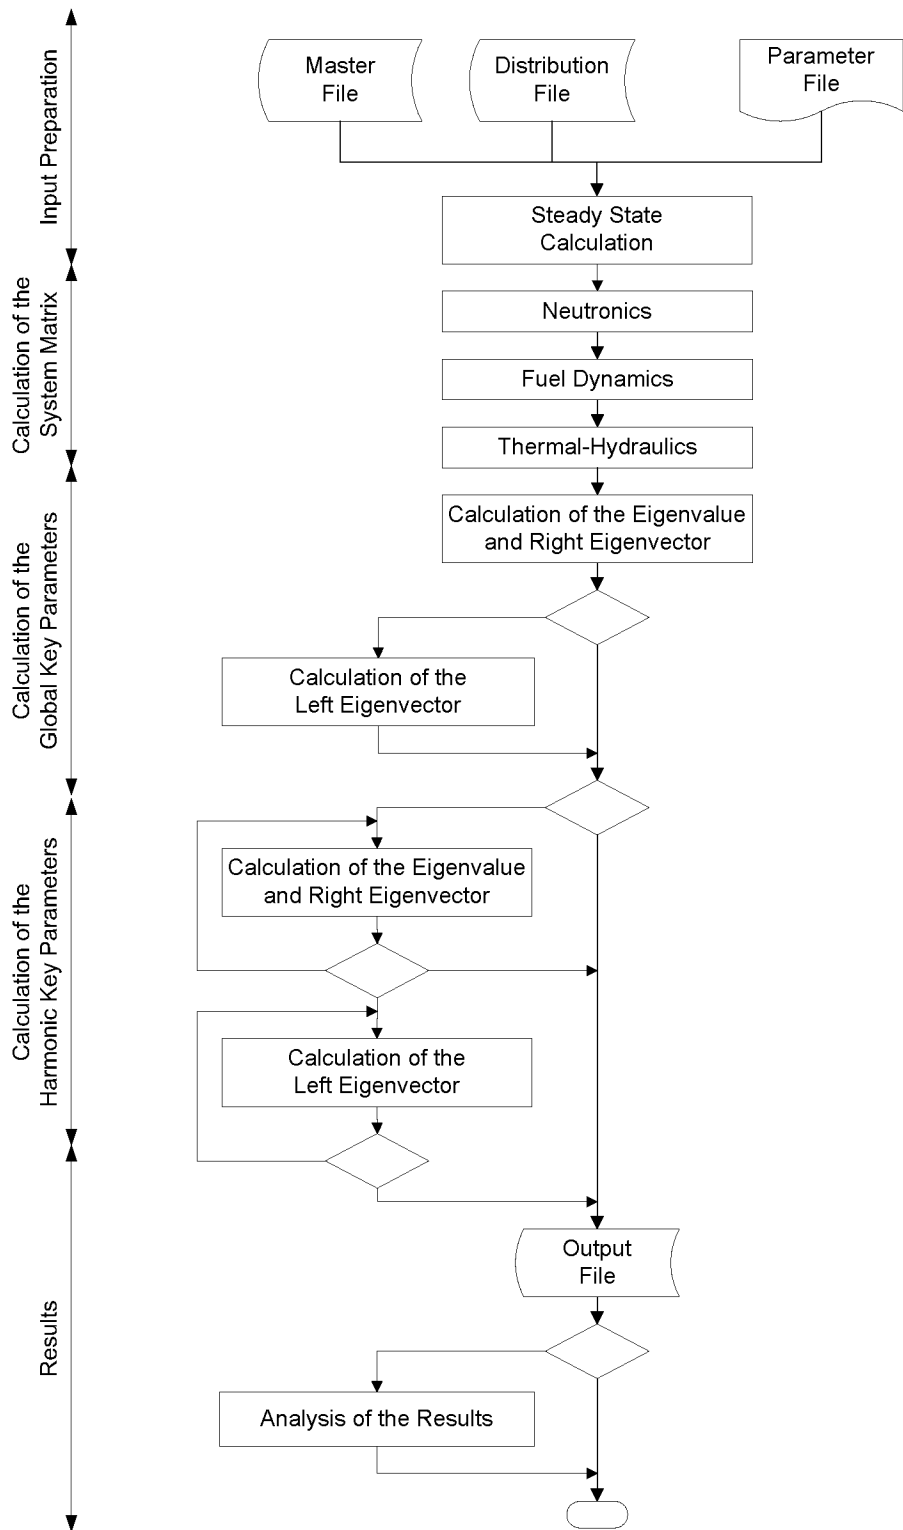 Input Preparation
Master
File
Distribution
File
Parameter
File
Steady State
Calculation
Calculation of the
System Matrix
Neutronics
Fuel Dynamics
Thermal-Hydraulics
Calculation of the
Global Key Parameters
Calculation of the Eigenvalue
and Right Eigenvector
Calculation of the
Left Eigenvector
Calculation of the
Harmonic Key Parameters
Calculation of the Eigenvalue
and Right Eigenvector
Calculation of the
Left Eigenvector
Results
Output
File
Analysis of the Results